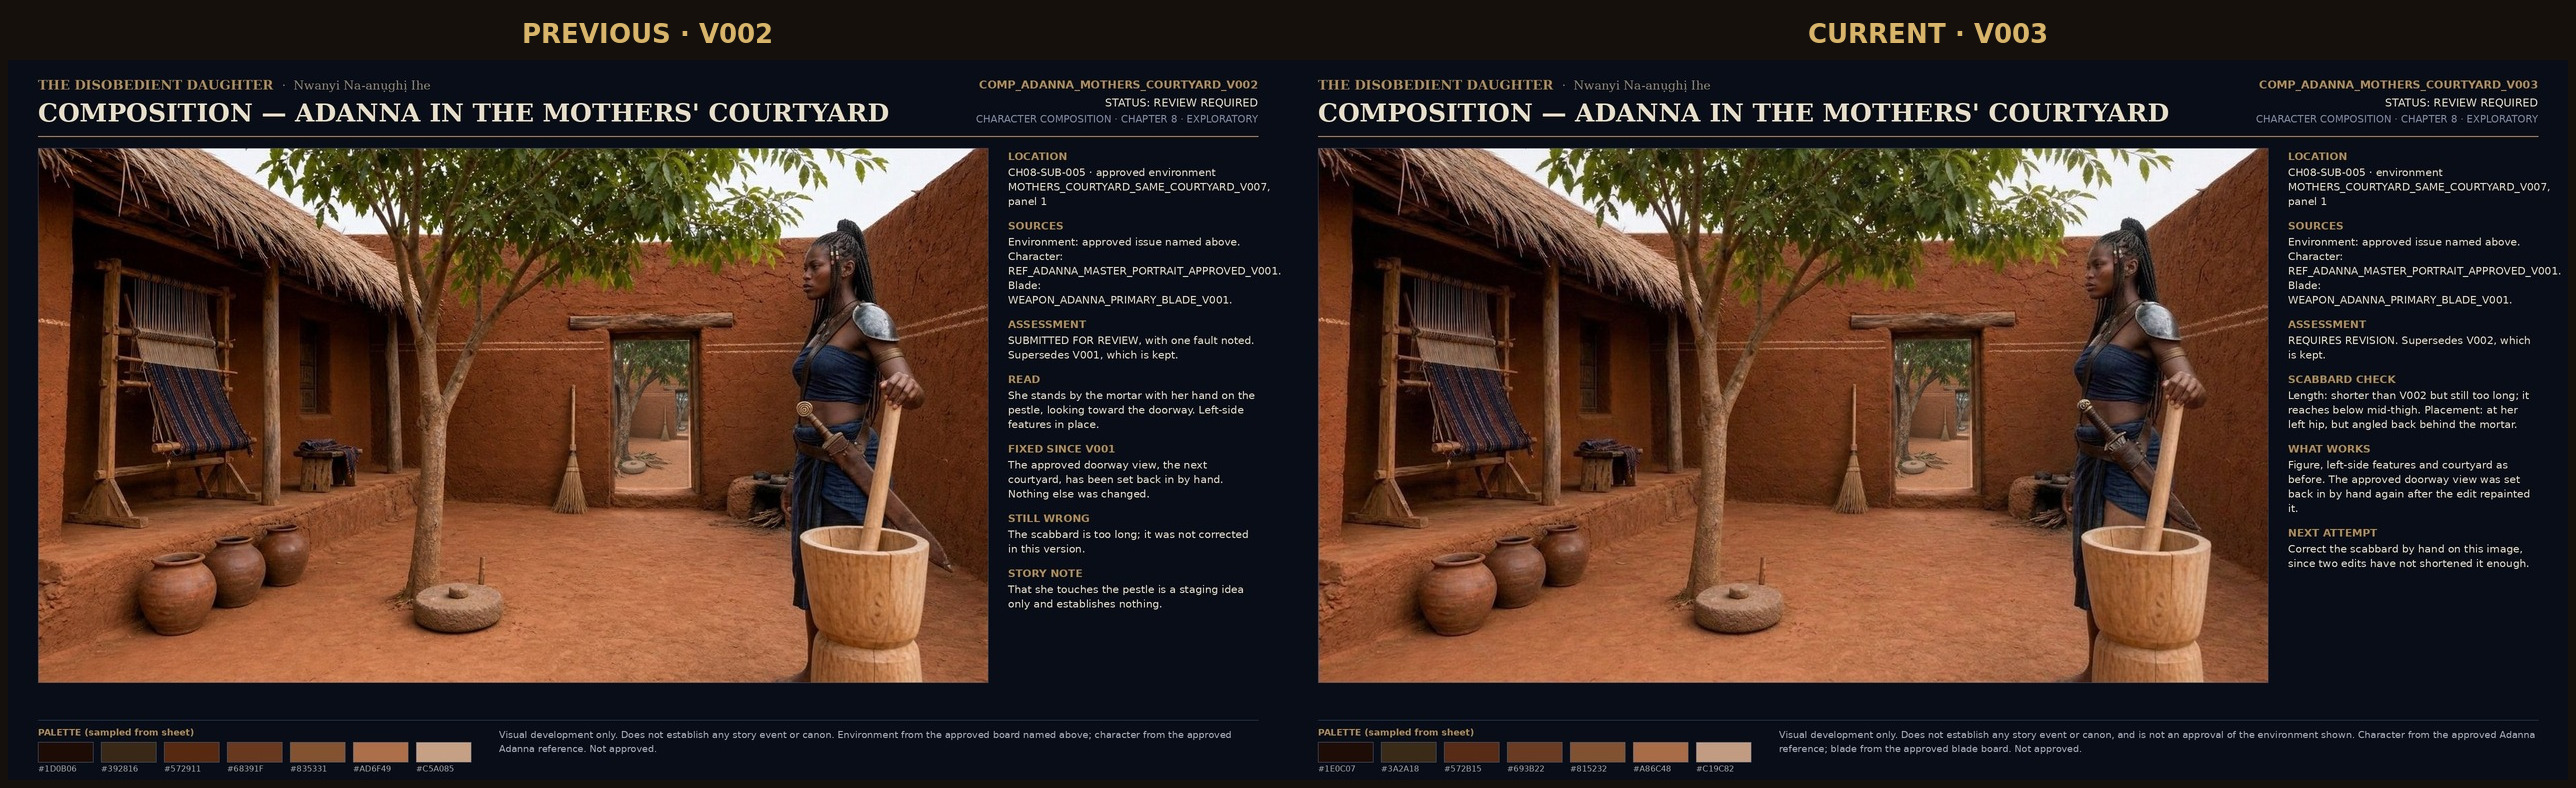 PREVIOUS · V002
THE DISOBEDIENT DAUGHTER · Nwanyi Na-anụghị Ihe
COMPOSITION — ADANNA IN THE MOTHERS' COURTYARD
COMP_ADANNA_MOTHERS_COURTYARD_V002
STATUS: REVIEW REQUIRED
CHARACTER COMPOSITION · CHAPTER 8 · EXPLORATORY
LOCATION
CH08-SUB-005 · approved environment
MOTHERS_COURTYARD_SAME_COURTYARD_V007,
panel 1
SOURCES
Environment: approved issue named above.
Character:
REF_ADANNA_MASTER_PORTRAIT_APPROVED_V001.
Blade:
WEAPON_ADANNA_PRIMARY_BLADE_V001.
ASSESSMENT
SUBMITTED FOR REVIEW, with one fault noted.
Supersedes V001, which is kept.
READ
She stands by the mortar with her hand on the
pestle, looking toward the doorway. Left-side
features in place.
FIXED SINCE V001
The approved doorway view, the next
courtyard, has been set back in by hand.
Nothing else was changed.
STILL WRONG
The scabbard is too long; it was not corrected
in this version.
STORY NOTE
That she touches the pestle is a staging idea
only and establishes nothing.
PALETTE (sampled from sheet)
#1D0B06 #392816 #572911 #68391F #835331 #AD6F49 #C5A085
Visual development only. Does not establish any story event or canon. Environment from the approved board named above; character from the approved
Adanna reference. Not approved.
CURRENT · V003
THE DISOBEDIENT DAUGHTER · Nwanyi Na-anụghị Ihe
COMPOSITION — ADANNA IN THE MOTHERS' COURTYARD
COMP_ADANNA_MOTHERS_COURTYARD_V003
STATUS: REVIEW REQUIRED
CHARACTER COMPOSITION · CHAPTER 8 · EXPLORATORY
LOCATION
CH08-SUB-005 · environment
MOTHERS_COURTYARD_SAME_COURTYARD_V007,
panel 1
SOURCES
Environment: approved issue named above.
Character:
REF_ADANNA_MASTER_PORTRAIT_APPROVED_V001.
Blade:
WEAPON_ADANNA_PRIMARY_BLADE_V001.
ASSESSMENT
REQUIRES REVISION. Supersedes V002, which
is kept.
SCABBARD CHECK
Length: shorter than V002 but still too long; it
reaches below mid-thigh. Placement: at her
left hip, but angled back behind the mortar.
WHAT WORKS
Figure, left-side features and courtyard as
before. The approved doorway view was set
back in by hand again after the edit repainted
it.
NEXT ATTEMPT
Correct the scabbard by hand on this image,
since two edits have not shortened it enough.
PALETTE (sampled from sheet)
#1E0C07 #3A2A18 #572B15 #693B22 #815232 #A86C48 #C19C82
Visual development only. Does not establish any story event or canon, and is not an approval of the environment shown. Character from the approved Adanna
reference; blade from the approved blade board. Not approved.